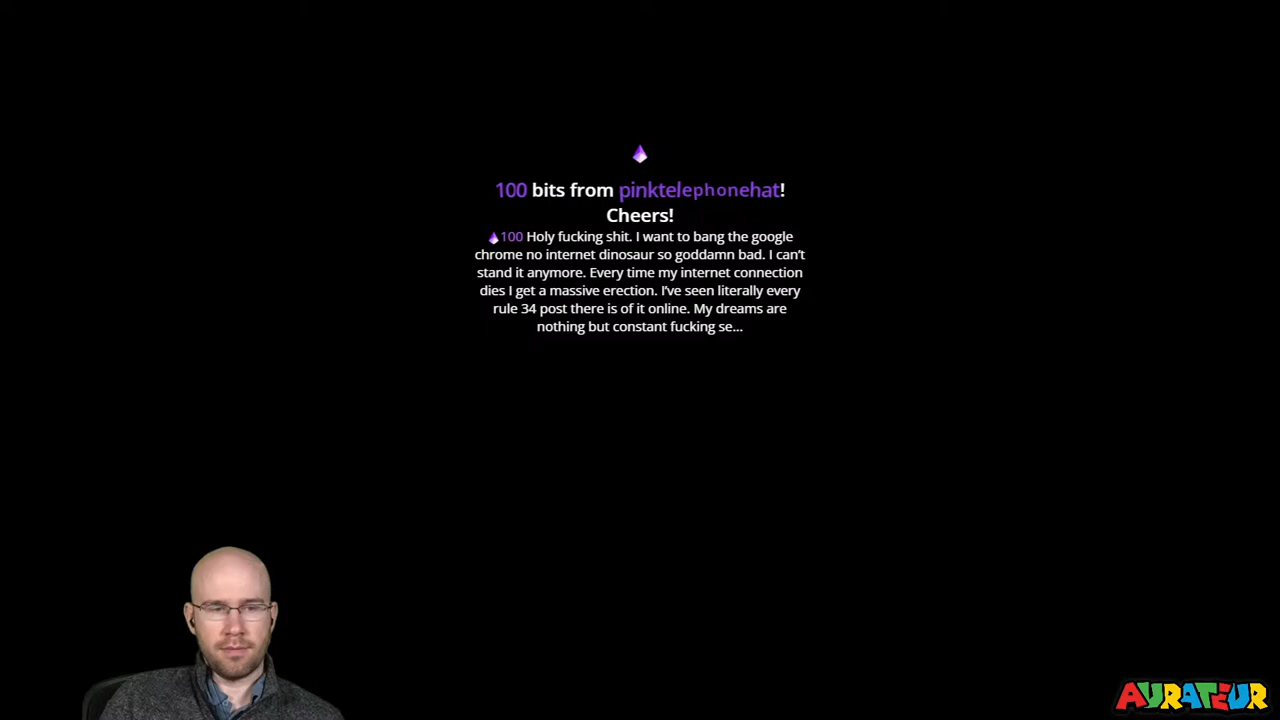 100 bits from pinktelephonehat!
Cheers!
100 Holy fucking shit. I want to bang the google
chrome no internet dinosaur so goddamn bad. I can't
stand it anymore. Every time my internet connection
dies I get a massive erection. I've seen literally every
rule 34 post there is of it online. My dreams are
nothing but constant fucking se...
AURATEUR